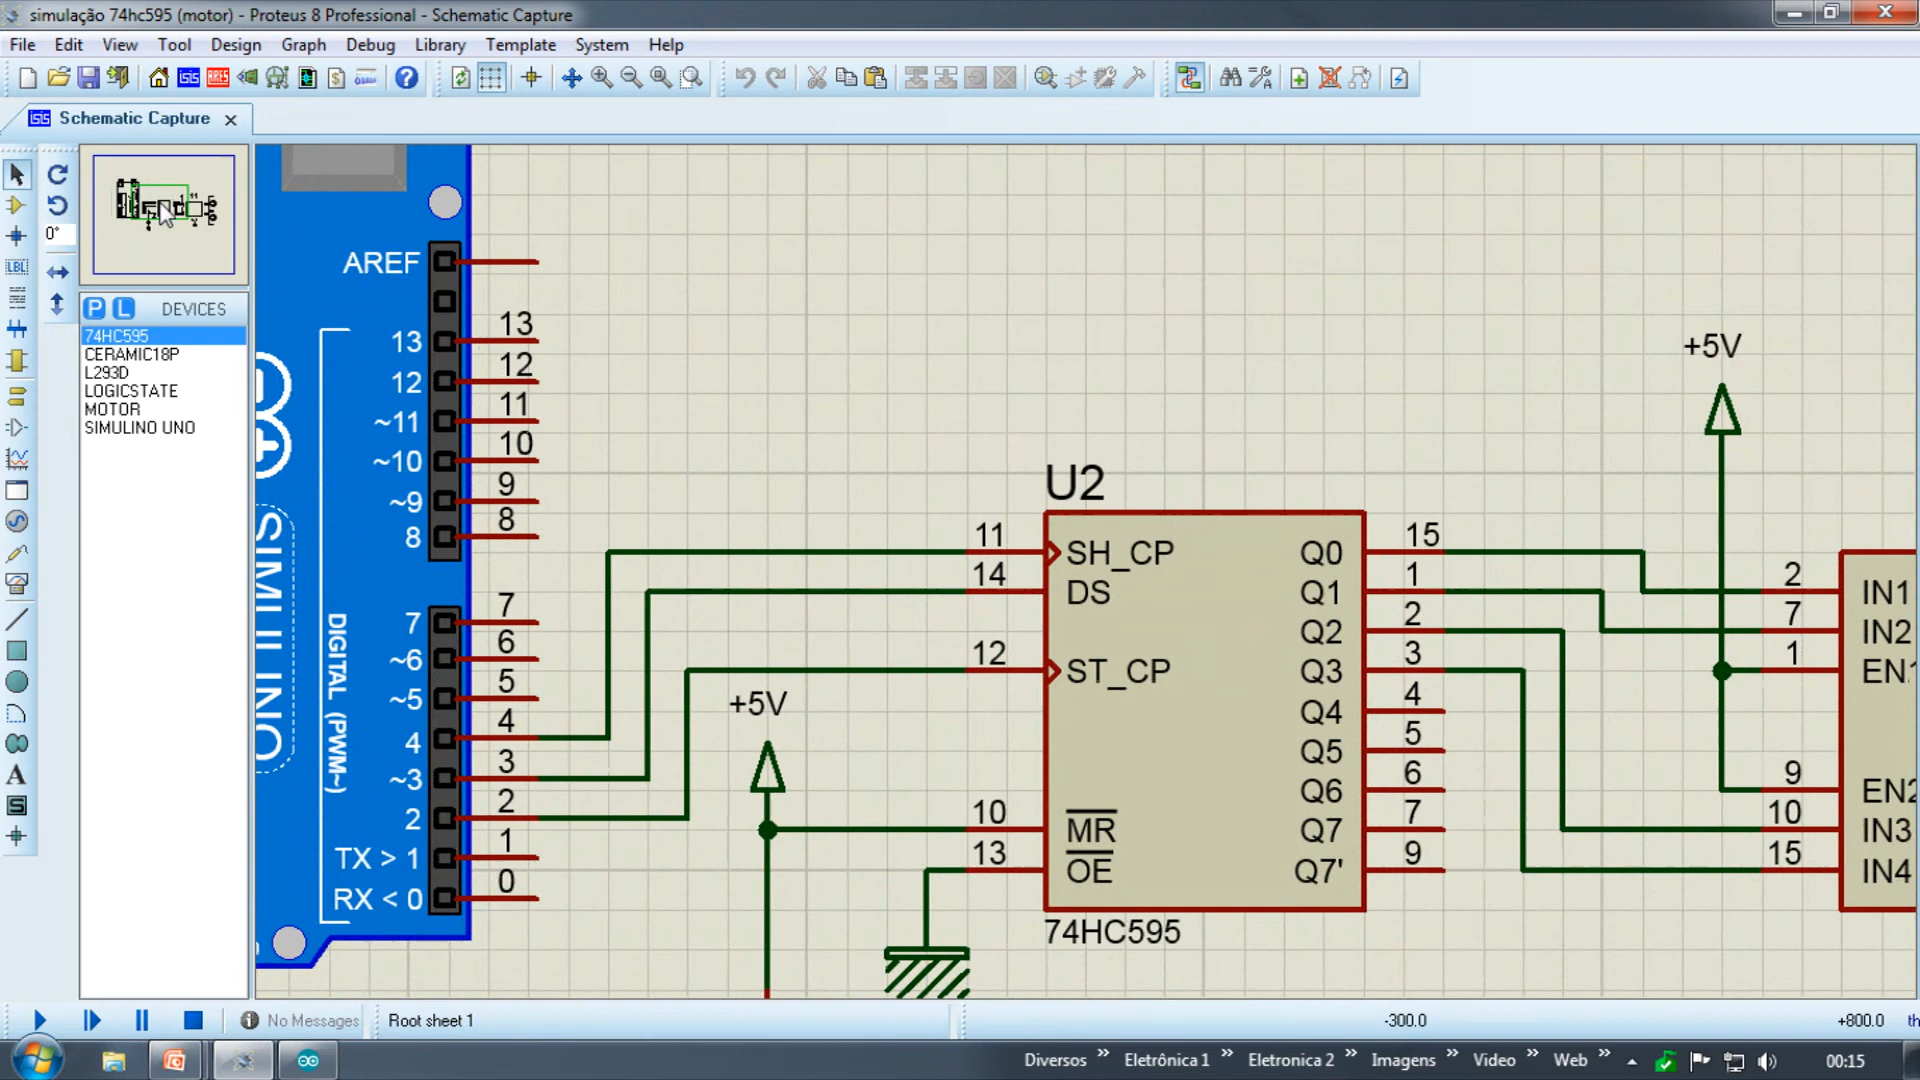 simulação 74hc595 (motor) - Proteus 8 Professional - Schematic Capture
File Edit View Tool Design Graph Debug Library Template System Help
Schematic Capture
0°
LBL
P L DEVICES
74HC595
CERAMIC18P
L293D
LOGICSTATE
MOTOR
SIMULINO UNO
SIMULINO
DIGITAL (PWM~)
AREF
13 13
12 12
~11 11
~10 10
~9 9
8 8
7 7
~6 6
~5 5
4 4
~3 3
2 2
TX > 1 1
RX < 0 0
+5V
U2
11 SH_CP Q0 15
14 DS Q1 1
Q2 2
12 ST_CP Q3 3
Q4 4
Q5 5
Q6 6
10 MR Q7 7
13 OE Q7' 9
74HC595
+5V
2 IN1
7 IN2
1 EN1
9 EN2
10 IN3
15 IN4
No Messages Root sheet 1 -300.0 +800.0 th
Diversos » Eletrônica 1 » Eletronica 2 » Imagens » Video » Web » 00:15